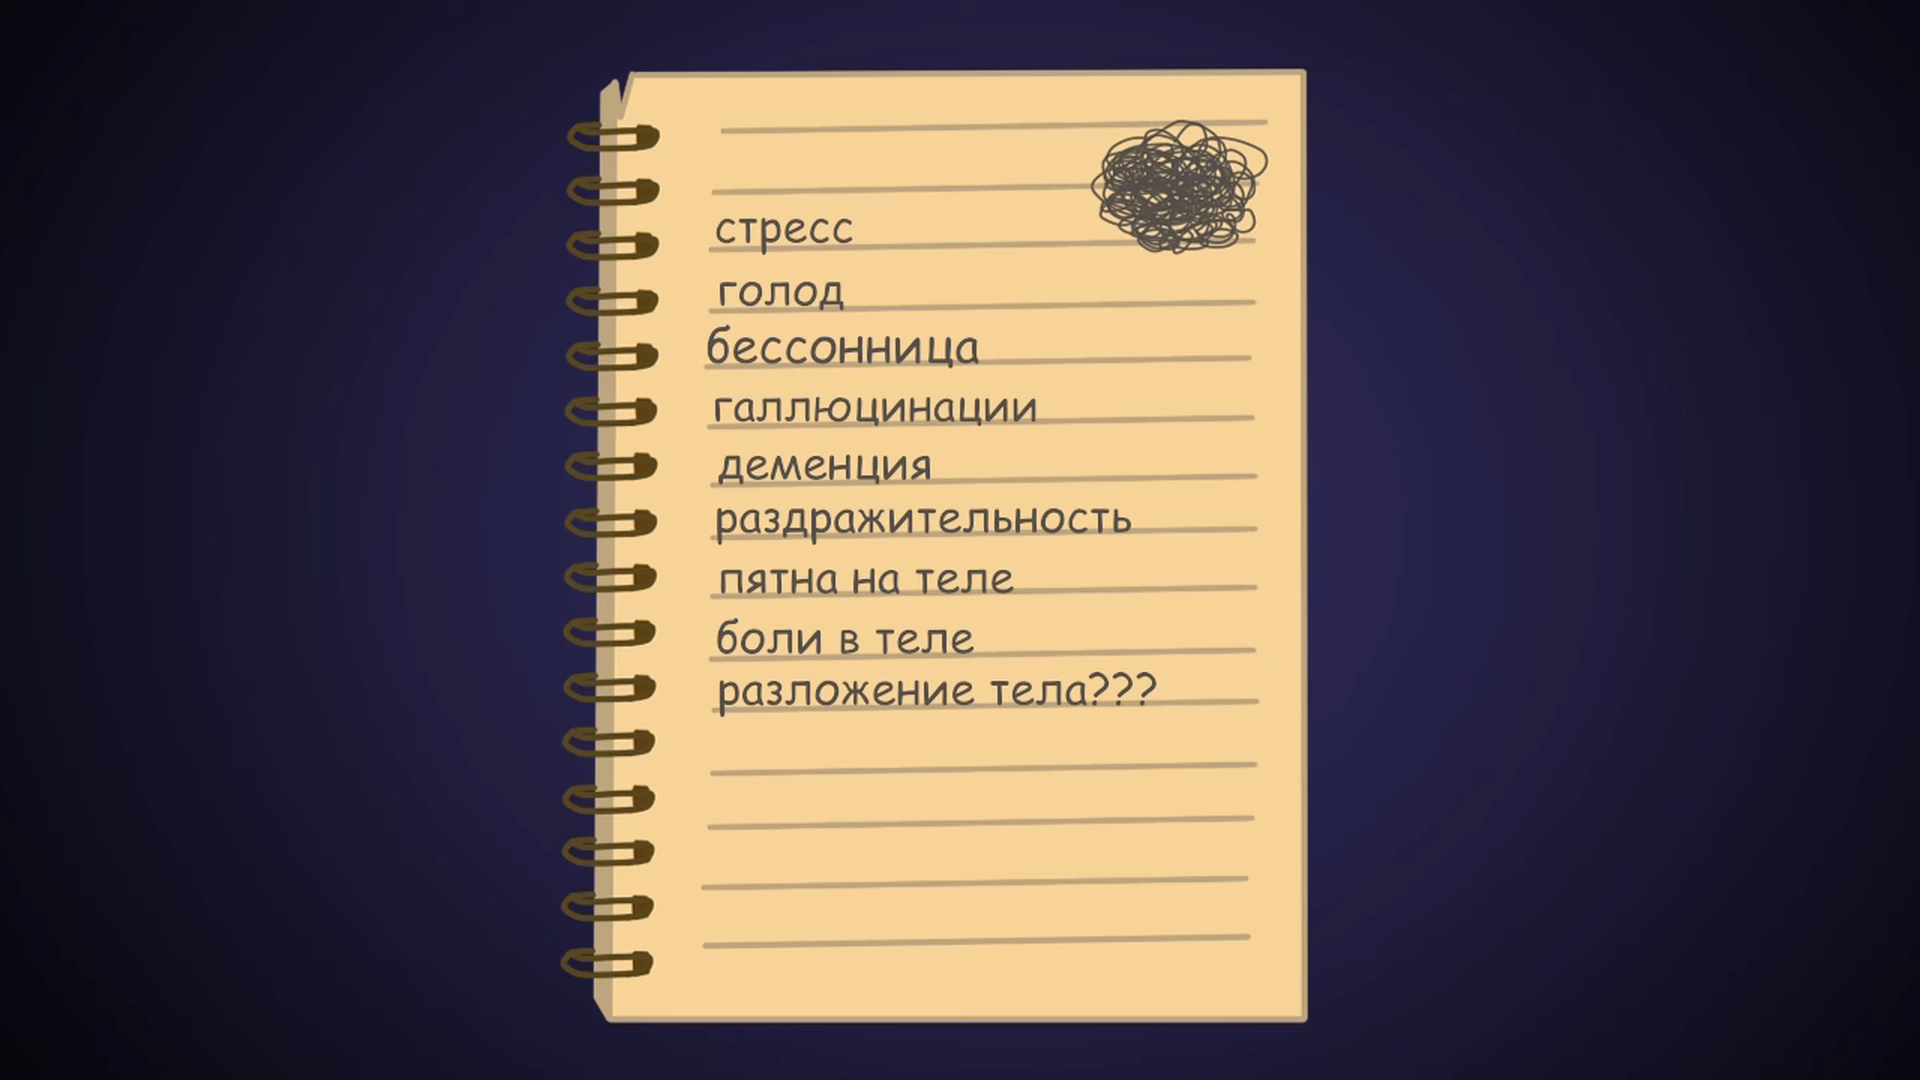 стресс
голод
бессонница
галлюцинации
деменция
раздражительность
пятна на теле
боли в теле
разложение тела???